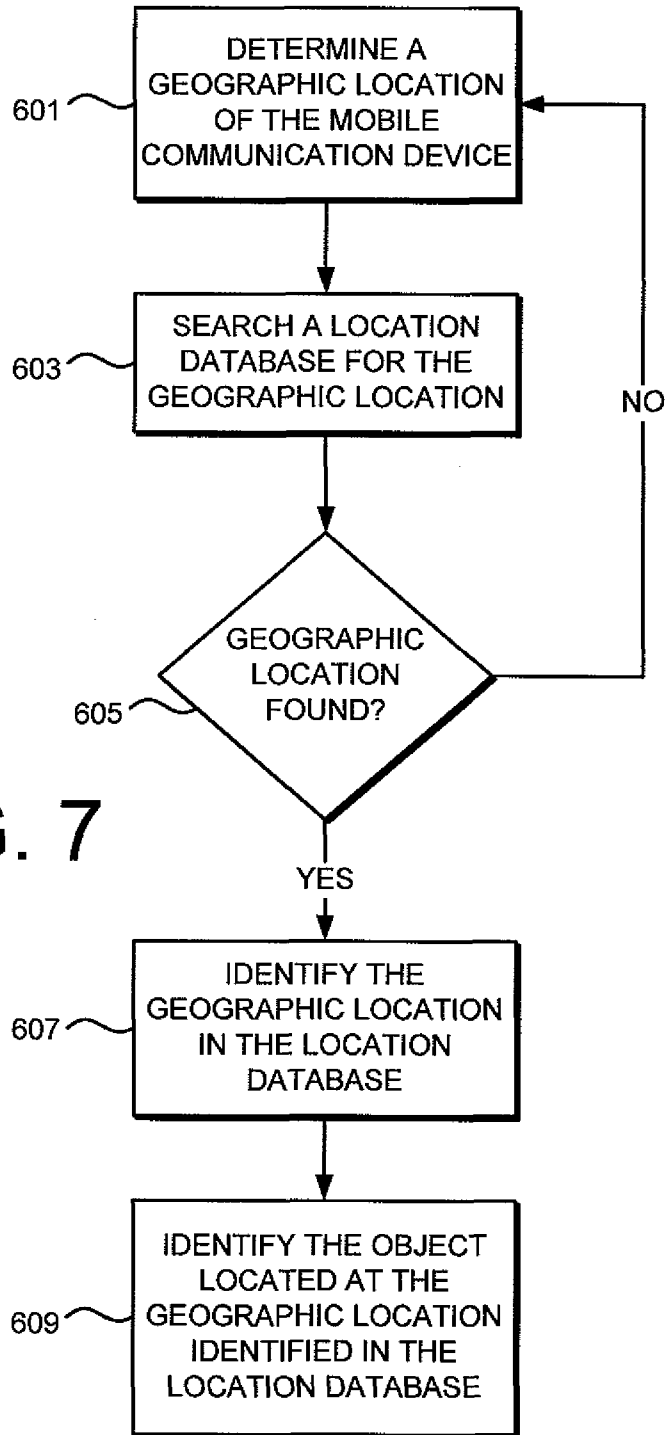 DETERMINE A
GEOGRAPHIC LOCATION
OF THE MOBILE
COMMUNICATION DEVICE
601
SEARCH A LOCATION
DATABASE FOR THE
GEOGRAPHIC LOCATION
603
NO
GEOGRAPHIC
LOCATION
FOUND?
605
G. 7
YES
IDENTIFY THE
GEOGRAPHIC LOCATION
IN THE LOCATION
DATABASE
607
IDENTIFY THE OBJECT
LOCATED AT THE
GEOGRAPHIC LOCATION
IDENTIFIED IN THE
LOCATION DATABASE
609